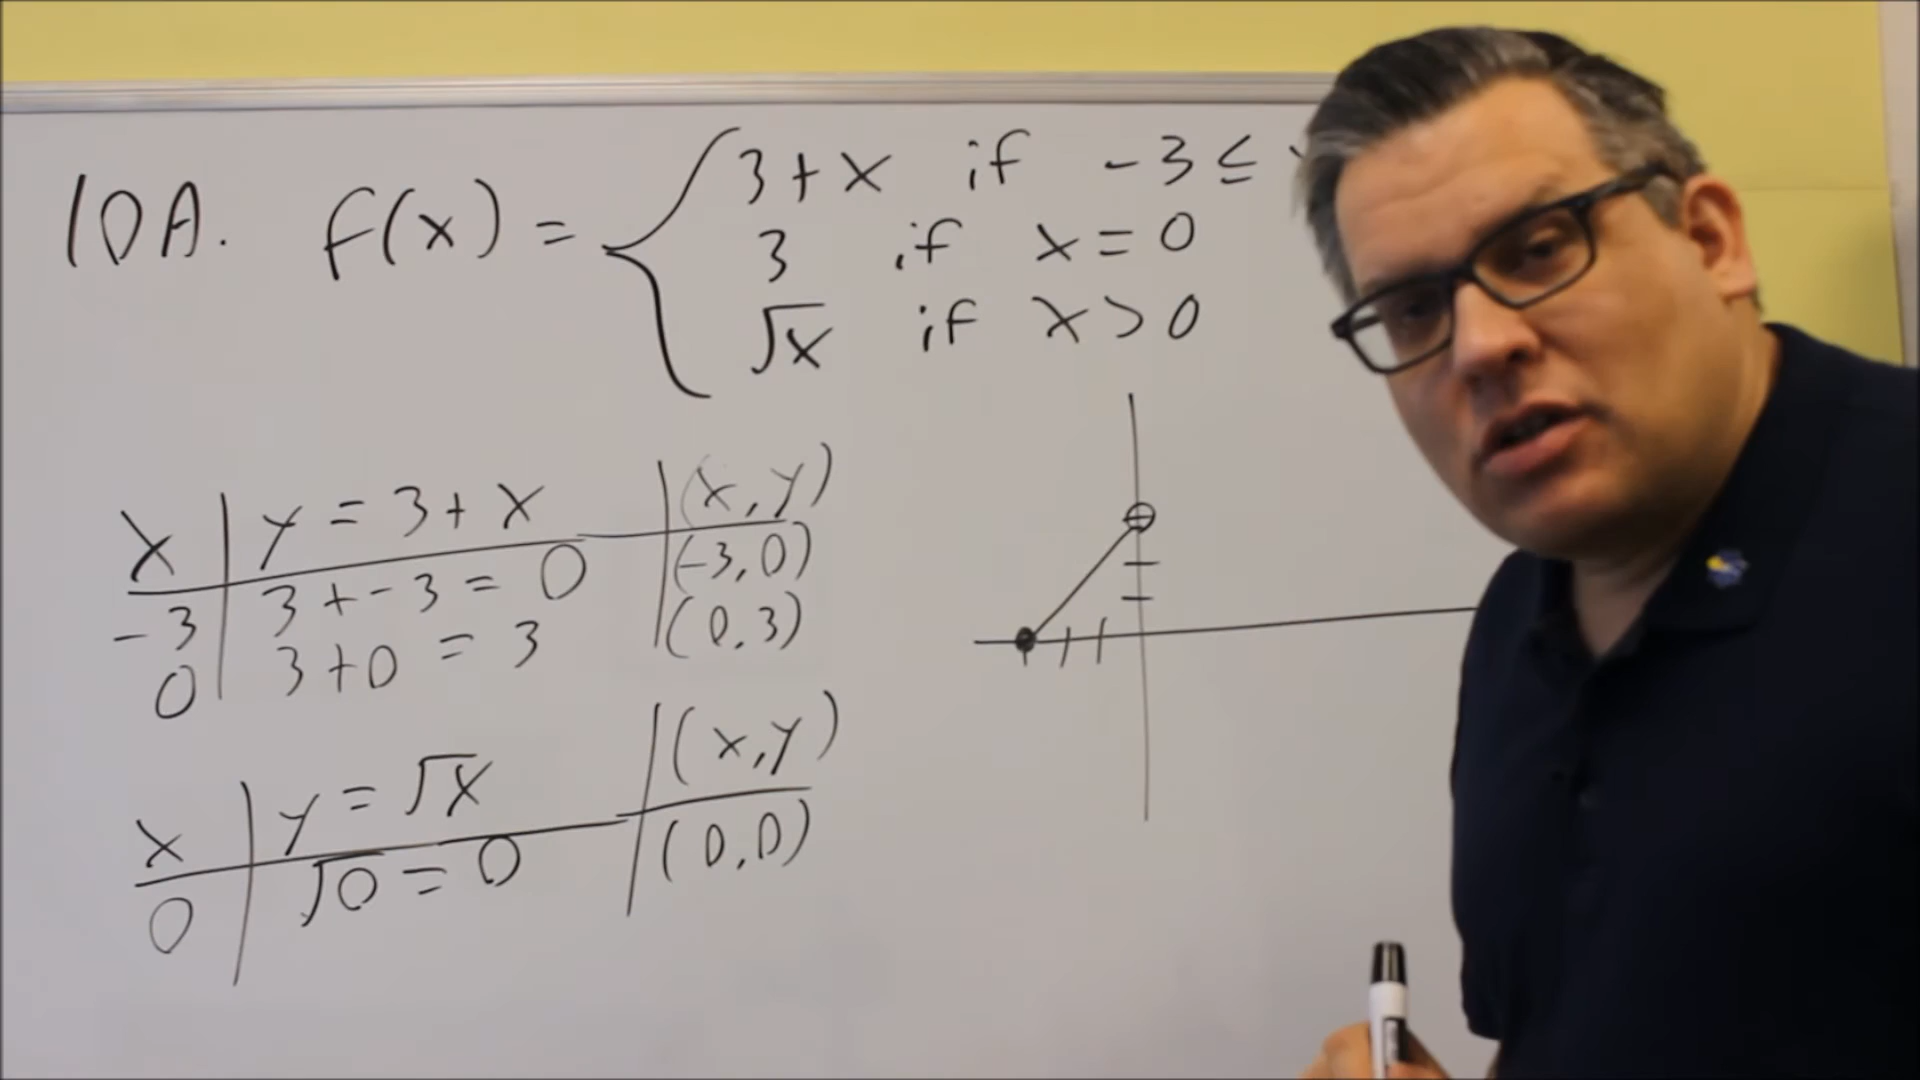 10A. f(x) = { 3 + x if -3 ≤
3 if x = 0
√x if x > 0
x | y = 3 + x | (x, y)
-3 | 3 + -3 = 0 | (-3, 0)
0 | 3 + 0 = 3 | (0, 3)
x | y = √x | (x, y)
0 | √0 = 0 | (0, 0)